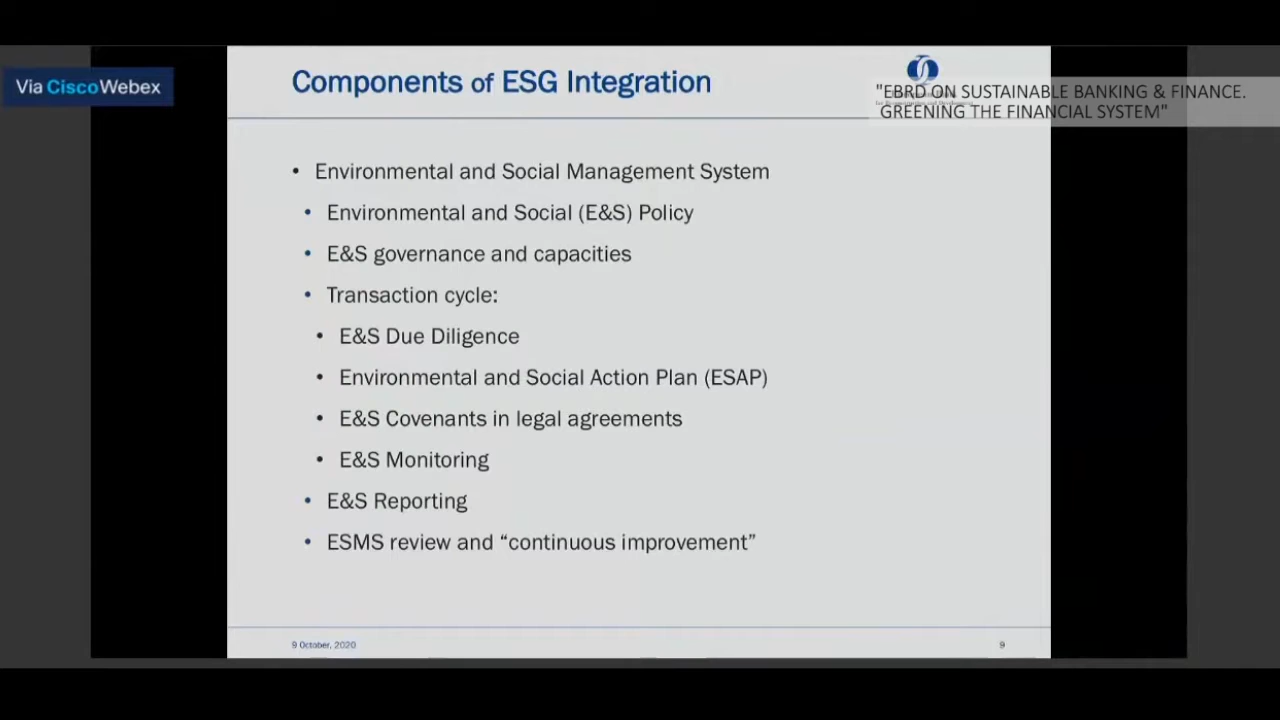 Via CiscoWebex
Components of ESG Integration
"EBRD ON SUSTAINABLE BANKING & FINANCE.
GREENING THE FINANCIAL SYSTEM"
• Environmental and Social Management System
• Environmental and Social (E&S) Policy
• E&S governance and capacities
• Transaction cycle:
• E&S Due Diligence
• Environmental and Social Action Plan (ESAP)
• E&S Covenants in legal agreements
• E&S Monitoring
• E&S Reporting
• ESMS review and “continuous improvement”
9 October, 2020
9